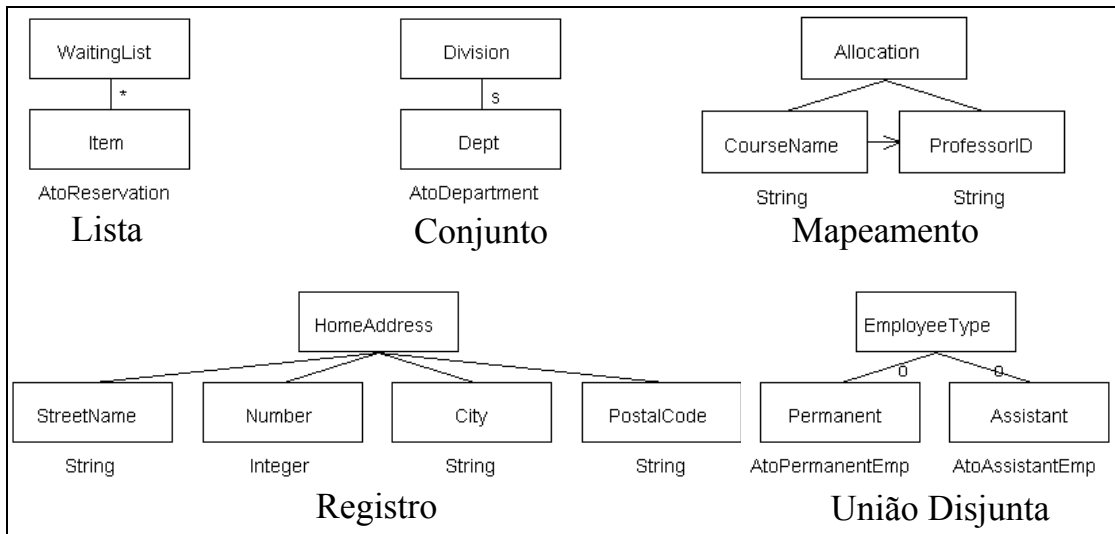 WaitingList
*
Item
AtoReservation
Lista
Division
s
Dept
AtoDepartment
Conjunto
Allocation
CourseName
ProfessorID
String
String
Mapeamento
HomeAddress
StreetName
Number
City
PostalCode
String
Integer
String
String
Registro
EmployeeType
o
o
Permanent
Assistant
AtoPermanentEmp
AtoAssistantEmp
União Disjunta